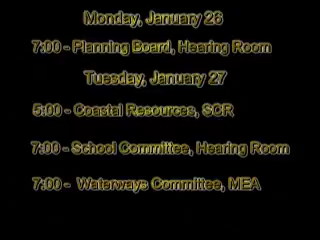 Monday, January 26
7:00 - Planning Board, Hearing Room
Tuesday, January 27
5:00 - Coastal Resources, SCR
7:00 - School Committee, Hearing Room
7:00 - Waterways Committee, MEA